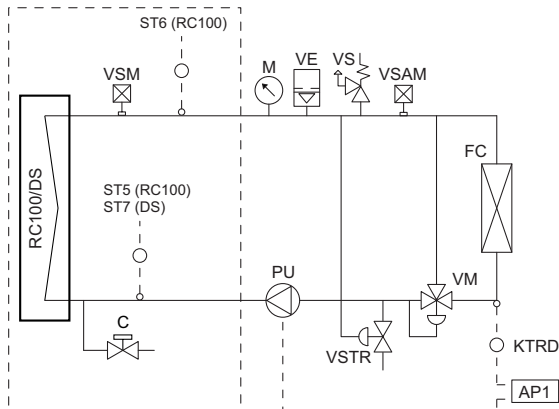 ST6 (RC100)
VSM
M
VE
VS
VSAM
FC
RC100/DS
ST5 (RC100)
ST7 (DS)
PU
VM
C
VSTR
KTRD
AP1